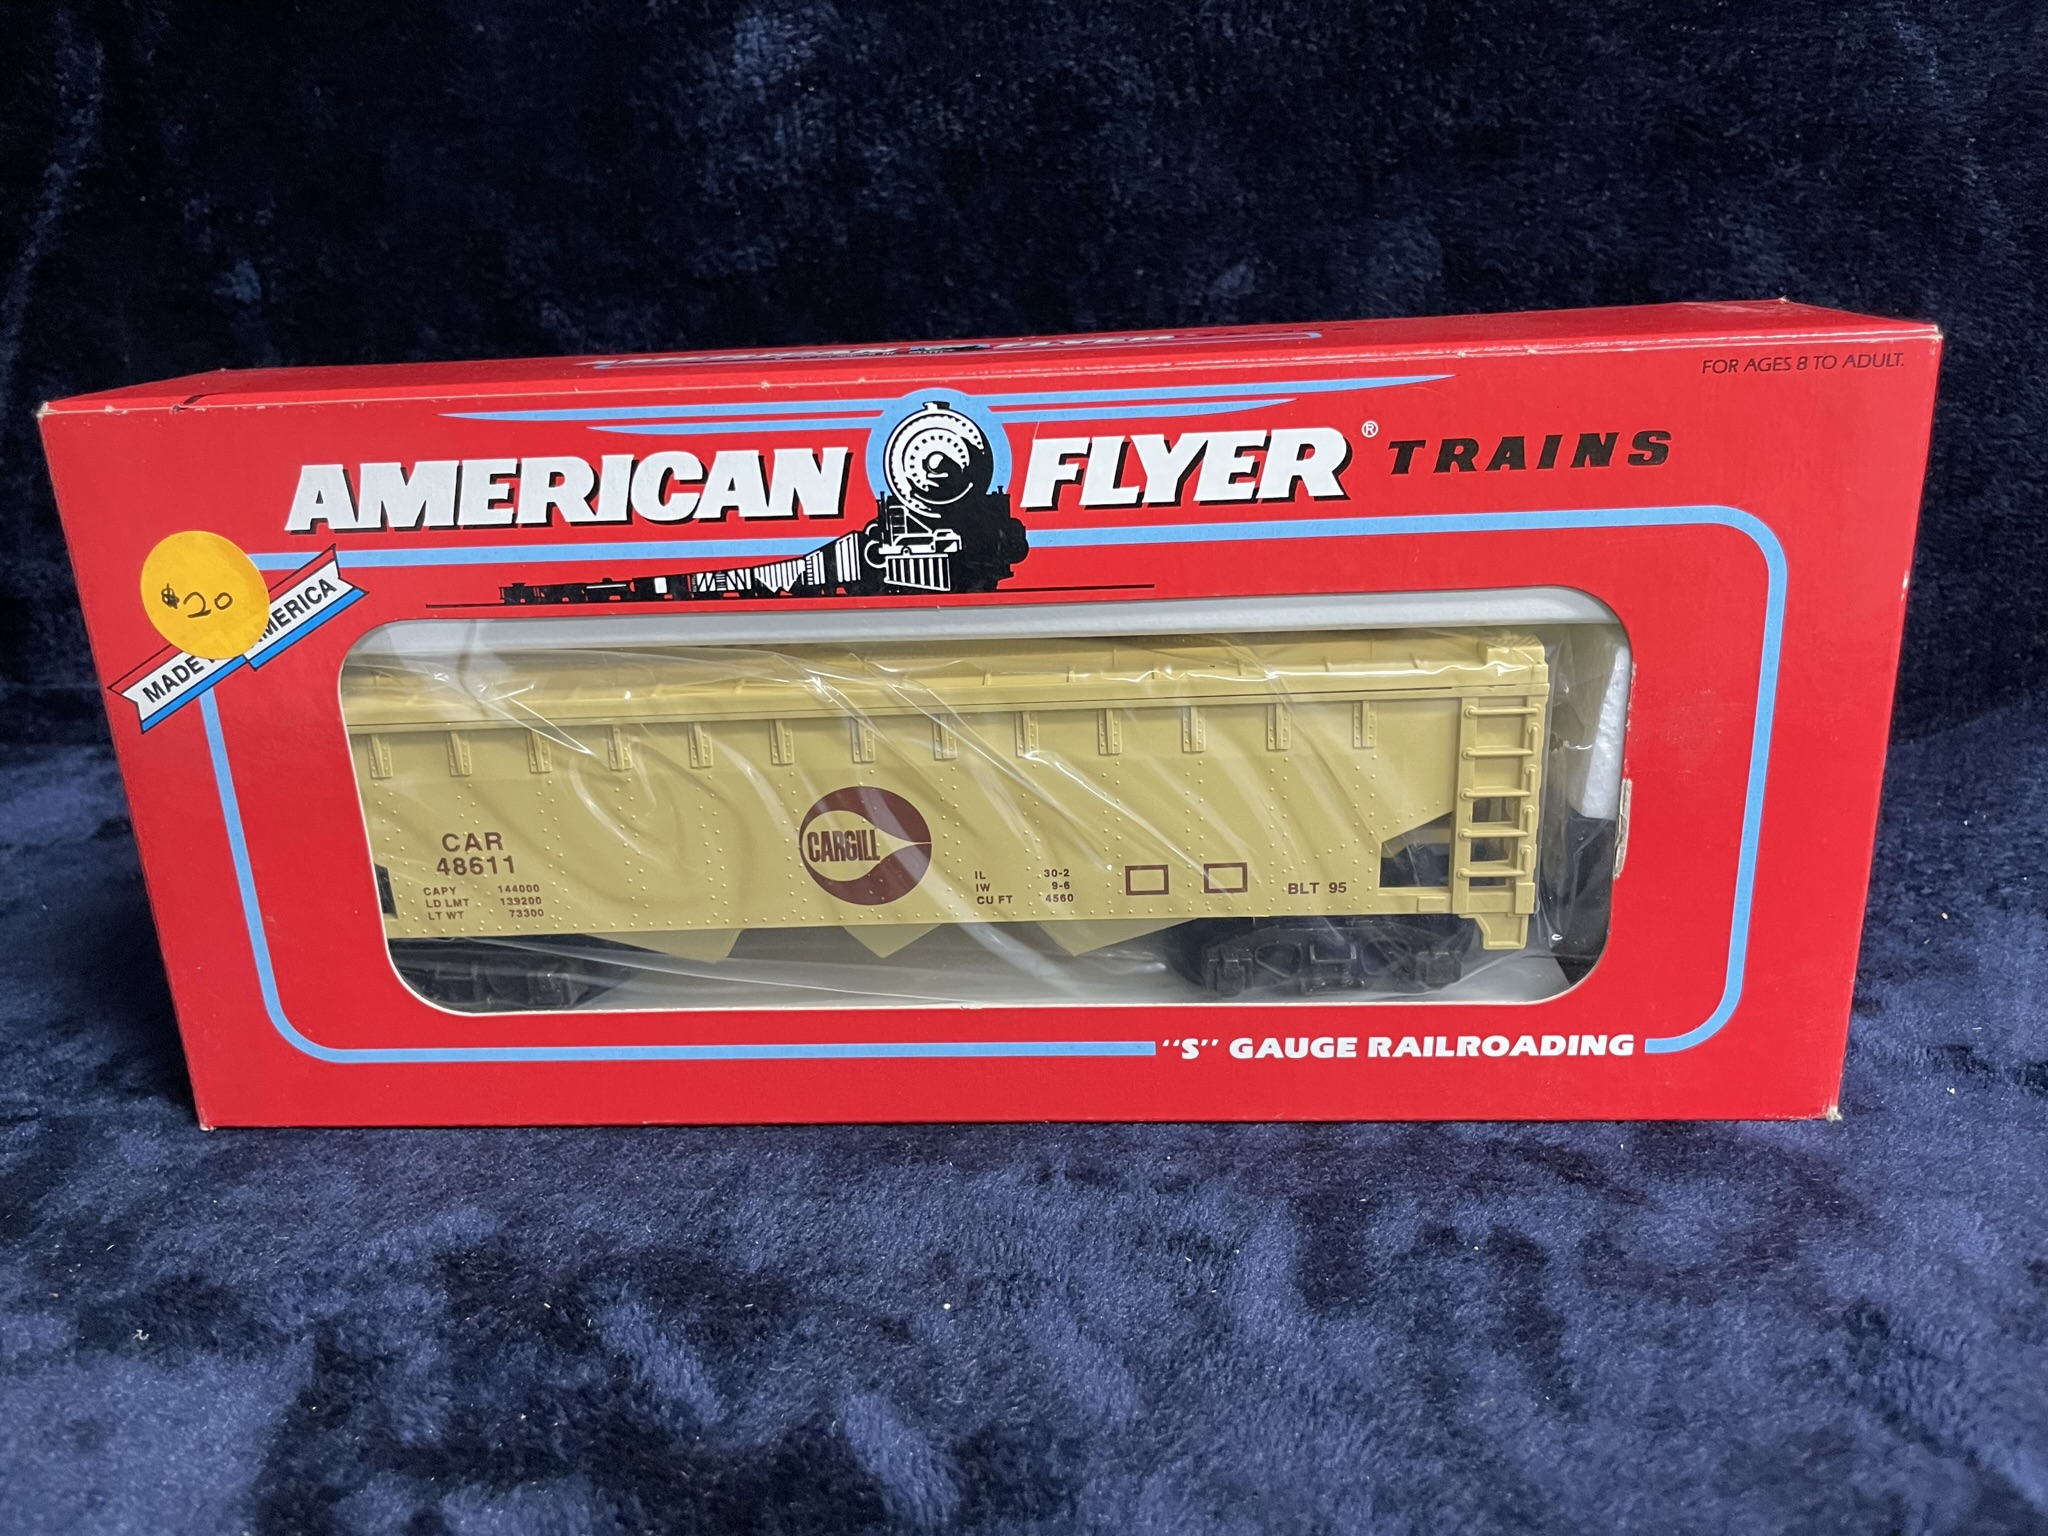 FOR AGES 8 TO ADULT.
AMERICAN FLYER® TRAINS
$20
MADE AMERICA
CARGILL
CAR
48611
CAPY 144000
LD LMT 139200
LT WT 73300
IL 30-2
IW 9-6
CU FT 4560
BLT 95
"S" GAUGE RAILROADING